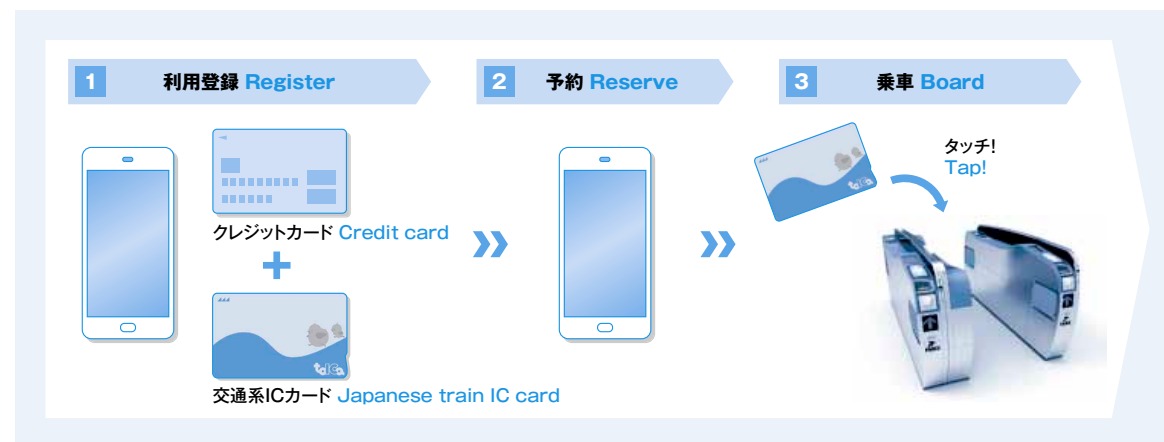 1 利用登録 Register
2 予約 Reserve
3 乗車 Board
クレジットカード Credit card
+
toICa
交通系ICカード Japanese train IC card
toICa
タッチ!
Tap!